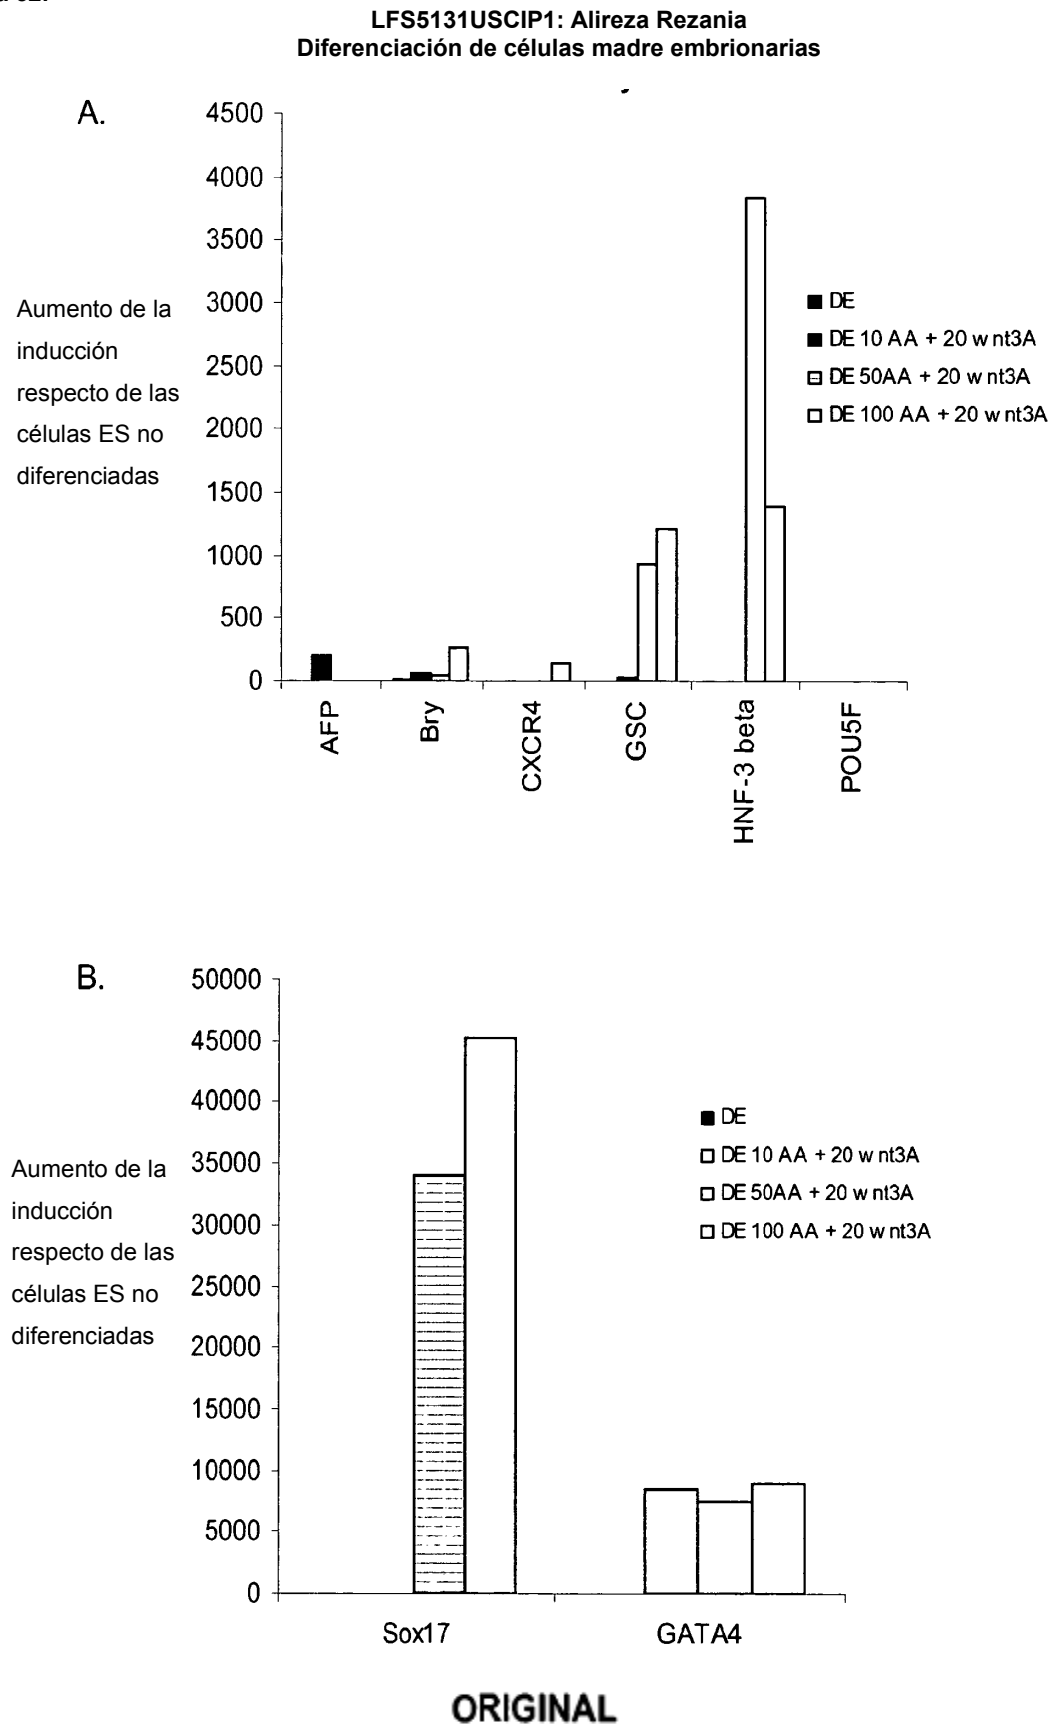 LFS5131USCIP1: Alireza Rezania
Diferenciación de células madre embrionarias
A.
4500
4000
3500
3000
2500
2000
1500
1000
500
0
Aumento de la
inducción
respecto de las
células ES no
diferenciadas
DE
DE 10 AA + 20 w nt3A
DE 50AA + 20 w nt3A
DE 100 AA + 20 w nt3A
AFP
Bry
CXCR4
GSC
HNF-3 beta
POU5F
B.
50000
45000
40000
35000
30000
25000
20000
15000
10000
5000
0
Aumento de la
inducción
respecto de las
células ES no
diferenciadas
DE
DE 10 AA + 20 w nt3A
DE 50AA + 20 w nt3A
DE 100 AA + 20 w nt3A
Sox17
GATA4
ORIGINAL